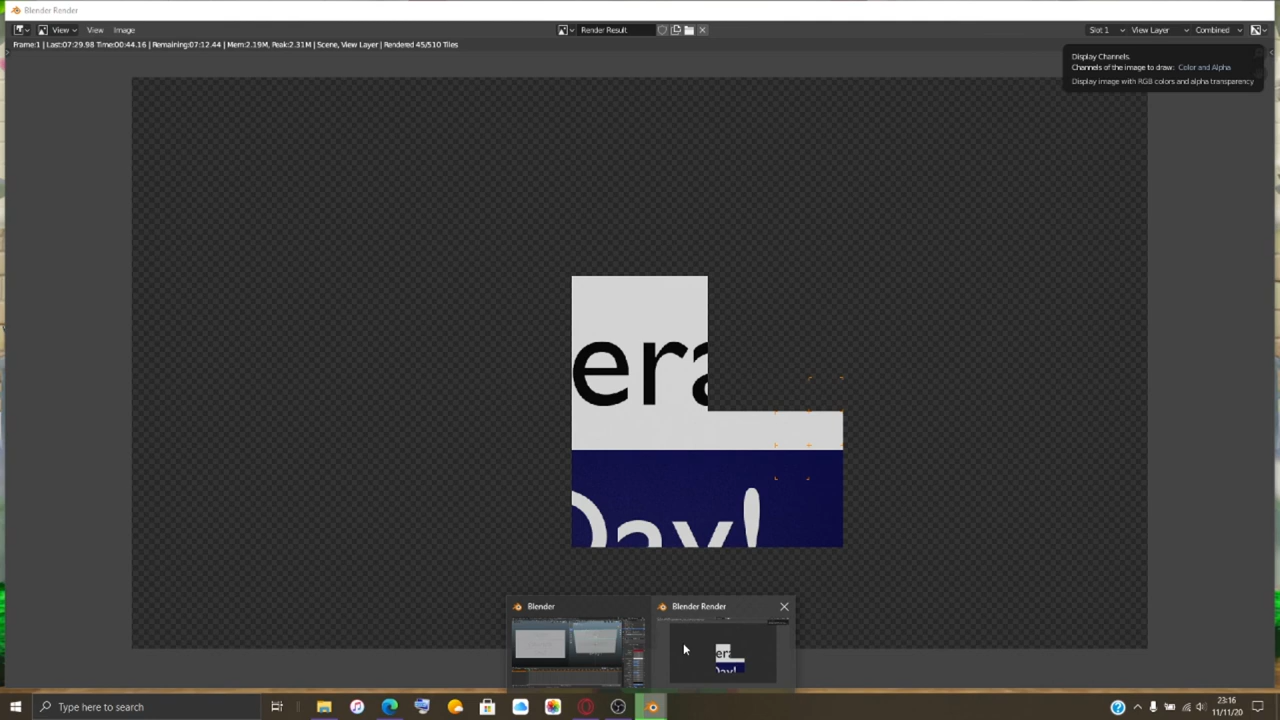 Blender Render
View
View
Image
Render Result
Slot 1
View Layer
Combined
Frame:1 | Last:07:29.98 Time:00:44.16 | Remaining:07:12.44 | Mem:2.19M, Peak:2.31M | Scene, View Layer | Rendered 45/510 Tiles
Display Channels.
Channels of the image to draw: Color and Alpha
Display image with RGB colors and alpha transparency
era
Day!
Blender
Blender Render
era
Day!
Type here to search
23:16
11/11/20